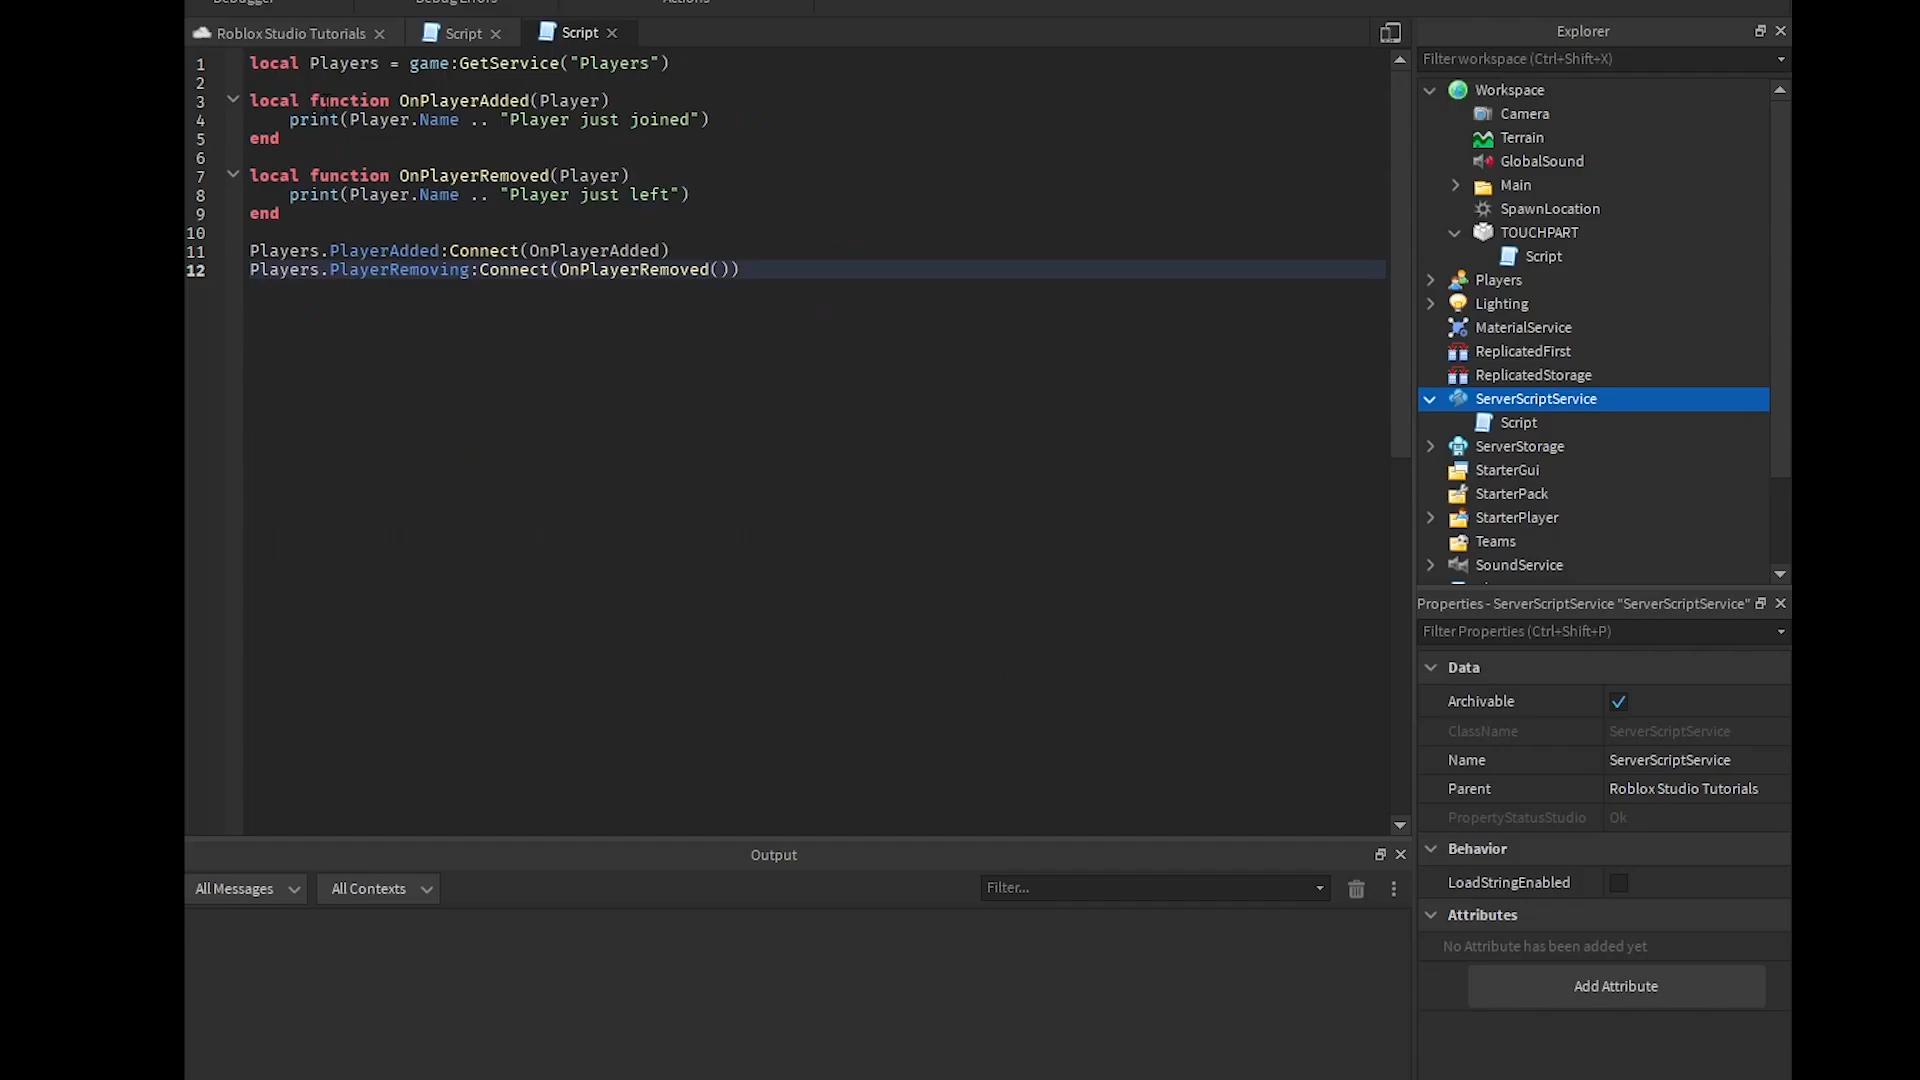 Roblox Studio Tutorials
Script
Script
1 local Players = game:GetService("Players")
2
3 local function OnPlayerAdded(Player)
4 print(Player.Name .. "Player just joined")
5 end
6
7 local function OnPlayerRemoved(Player)
8 print(Player.Name .. "Player just left")
9 end
10
11 Players.PlayerAdded:Connect(OnPlayerAdded)
12 Players.PlayerRemoving:Connect(OnPlayerRemoved())
Output
All Messages
All Contexts
Filter...
Explorer
Filter workspace (Ctrl+Shift+X)
Workspace
Camera
Terrain
GlobalSound
Main
SpawnLocation
TOUCHPART
Script
Players
Lighting
MaterialService
ReplicatedFirst
ReplicatedStorage
ServerScriptService
Script
ServerStorage
StarterGui
StarterPack
StarterPlayer
Teams
SoundService
Properties - ServerScriptService "ServerScriptService"
Filter Properties (Ctrl+Shift+P)
Data
Archivable
ClassName ServerScriptService
Name ServerScriptService
Parent Roblox Studio Tutorials
PropertyStatusStudio Ok
Behavior
LoadStringEnabled
Attributes
No Attribute has been added yet
Add Attribute